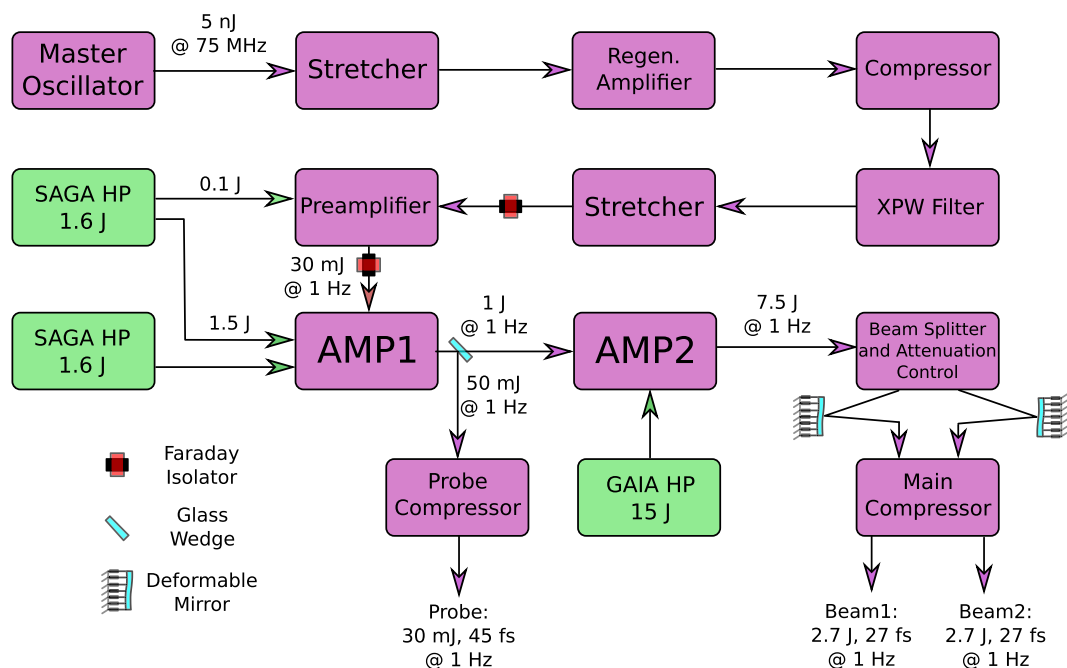 5 nJ
@ 75 MHz
Master
Oscillator
Stretcher
Regen.
Amplifier
Compressor
SAGA HP
1.6 J
0.1 J
Preamplifier
Stretcher
XPW Filter
30 mJ
@ 1 Hz
SAGA HP
1.6 J
1.5 J
AMP1
1 J
@ 1 Hz
50 mJ
@ 1 Hz
AMP2
7.5 J
@ 1 Hz
Beam Splitter
and Attenuation
Control
Faraday
Isolator
Glass
Wedge
Deformable
Mirror
Probe
Compressor
GAIA HP
15 J
Main
Compressor
Probe:
30 mJ, 45 fs
@ 1 Hz
Beam1:
2.7 J, 27 fs
@ 1 Hz
Beam2:
2.7 J, 27 fs
@ 1 Hz